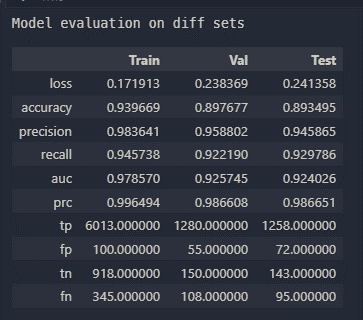 Model evaluation on diff sets
Train Val Test
loss 0.171913 0.238369 0.241358
accuracy 0.939669 0.897677 0.893495
precision 0.983641 0.958802 0.945865
recall 0.945738 0.922190 0.929786
auc 0.978570 0.925745 0.924026
prc 0.996494 0.986608 0.986651
tp 6013.000000 1280.000000 1258.000000
fp 100.000000 55.000000 72.000000
tn 918.000000 150.000000 143.000000
fn 345.000000 108.000000 95.000000